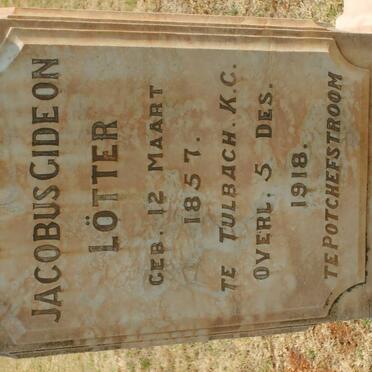 JACOBUS GIDEON
LÖTTER
GEB. 12 MAART
1857.
TE TULBACH. K.C.
OVERL. 5 DES.
1918.
TE POTCHEFSTROOM